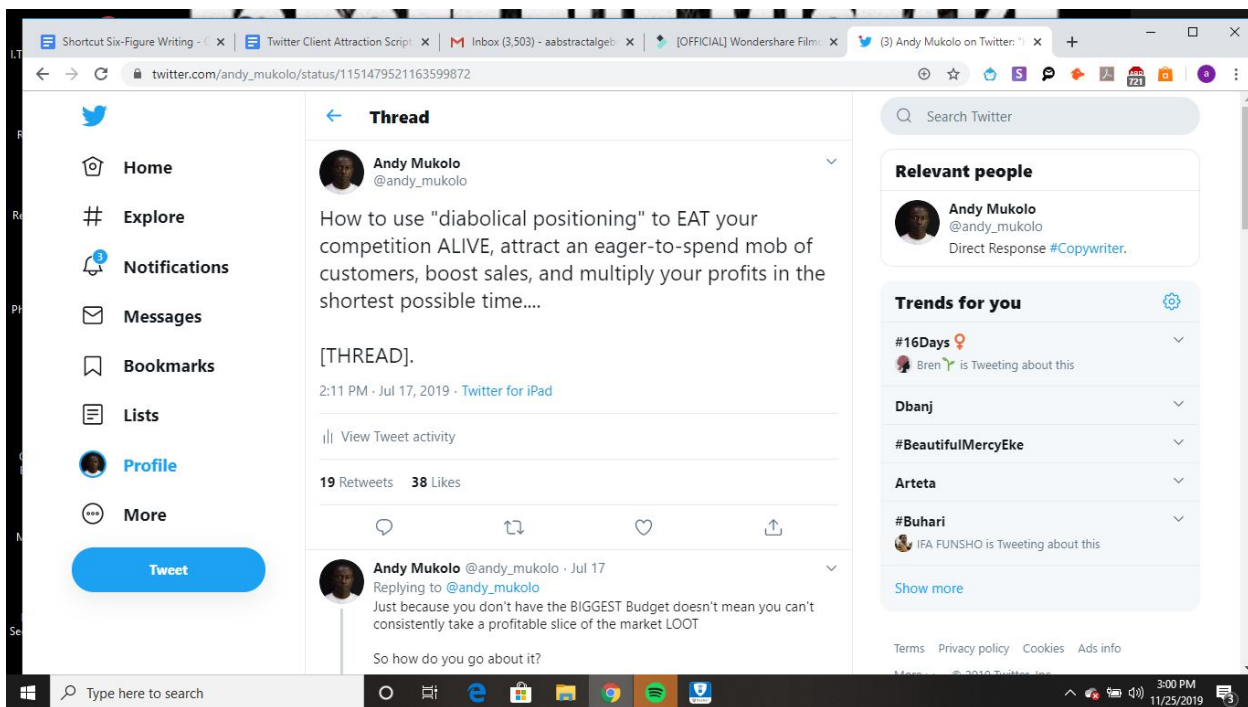 Shortcut Six-Figure Writing -
Twitter Client Attraction Script
Inbox (3,503) - aabstractalgeb
[OFFICIAL] Wondershare Filmo
(3) Andy Mukolo on Twitter: "
twitter.com/andy_mukolo/status/1151479521163599872
721
a
Home
Explore
3
Notifications
Messages
Bookmarks
Lists
Profile
More
Tweet
Thread
Andy Mukolo
@andy_mukolo
How to use "diabolical positioning" to EAT your
competition ALIVE, attract an eager-to-spend mob of
customers, boost sales, and multiply your profits in the
shortest possible time....
[THREAD].
2:11 PM · Jul 17, 2019 · Twitter for iPad
View Tweet activity
19 Retweets 38 Likes
Andy Mukolo @andy_mukolo · Jul 17
Replying to @andy_mukolo
Just because you don't have the BIGGEST Budget doesn't mean you can't
consistently take a profitable slice of the market LOOT
So how do you go about it?
Search Twitter
Relevant people
Andy Mukolo
@andy_mukolo
Direct Response #Copywriter.
Trends for you
#16Days
Bren is Tweeting about this
Dbanj
#BeautifulMercyEke
Arteta
#Buhari
IFA FUNSHO is Tweeting about this
Show more
Terms Privacy policy Cookies Ads info
© 2019 Twitter, Inc.
Type here to search
3:00 PM
11/25/2019
3